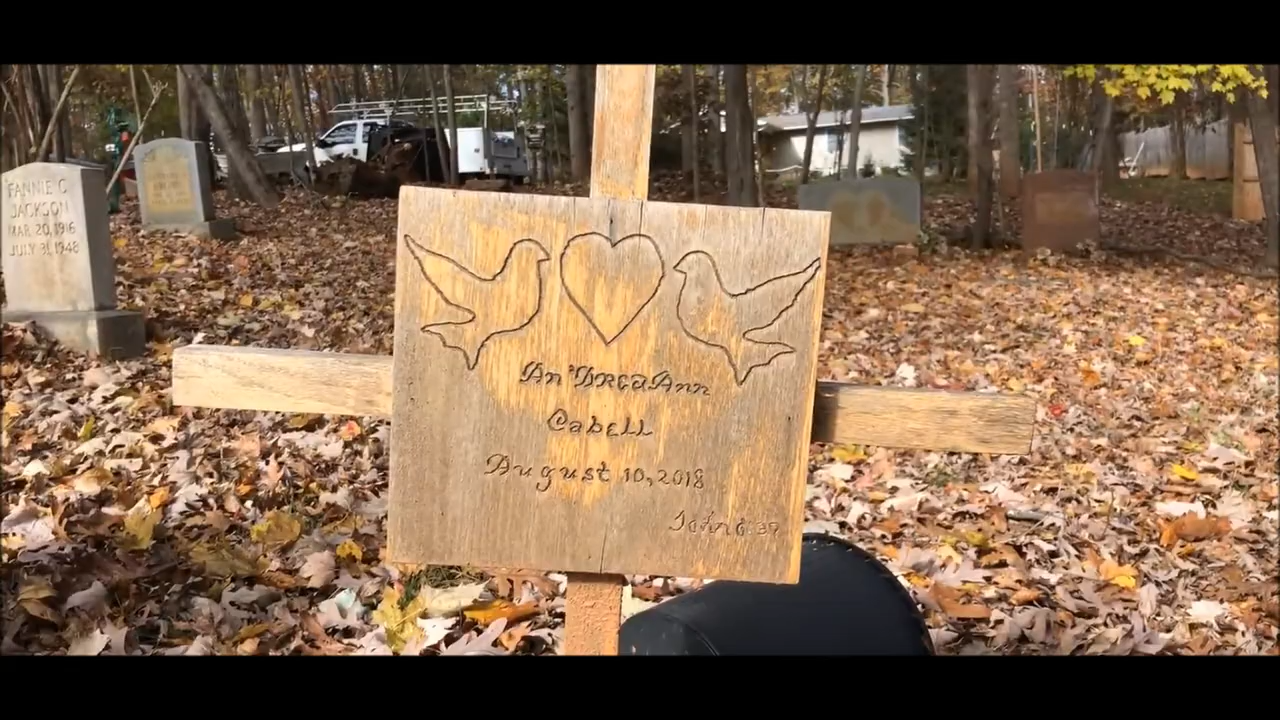 FANNIE C
JACKSON
MAR. 20, 1916
JULY 31, 1948
An'DreaAnn
Cabell
August 10, 2018
John 6:37